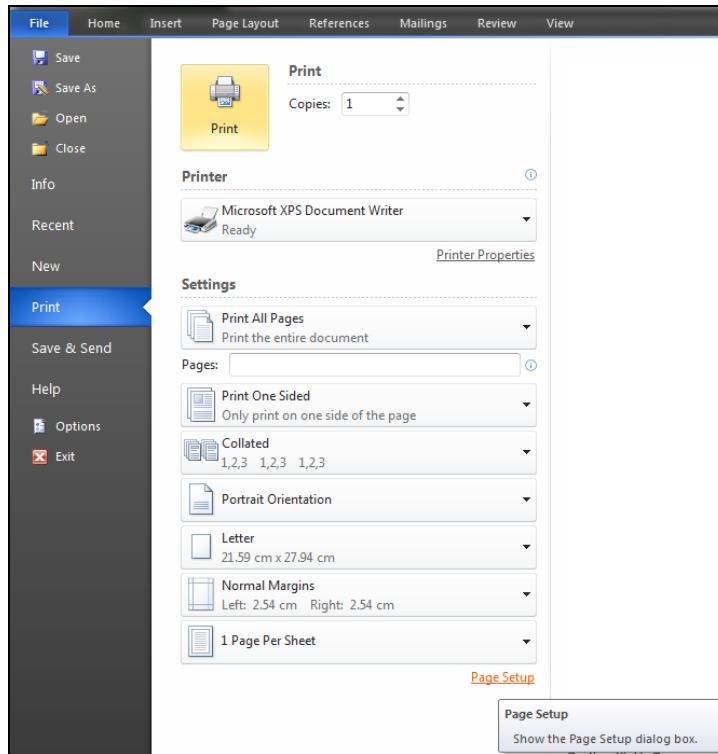 File Home Insert Page Layout References Mailings Review View
Save
Save As
Open
Close
Info
Recent
New
Print
Save & Send
Help
Options
Exit
Print
Print
Copies: 1
Printer
Microsoft XPS Document Writer
Ready
Printer Properties
Settings
Print All Pages
Print the entire document
Pages:
Print One Sided
Only print on one side of the page
Collated
1,2,3 1,2,3 1,2,3
Portrait Orientation
Letter
21.59 cm x 27.94 cm
Normal Margins
Left: 2.54 cm Right: 2.54 cm
1 Page Per Sheet
Page Setup
Page Setup
Show the Page Setup dialog box.